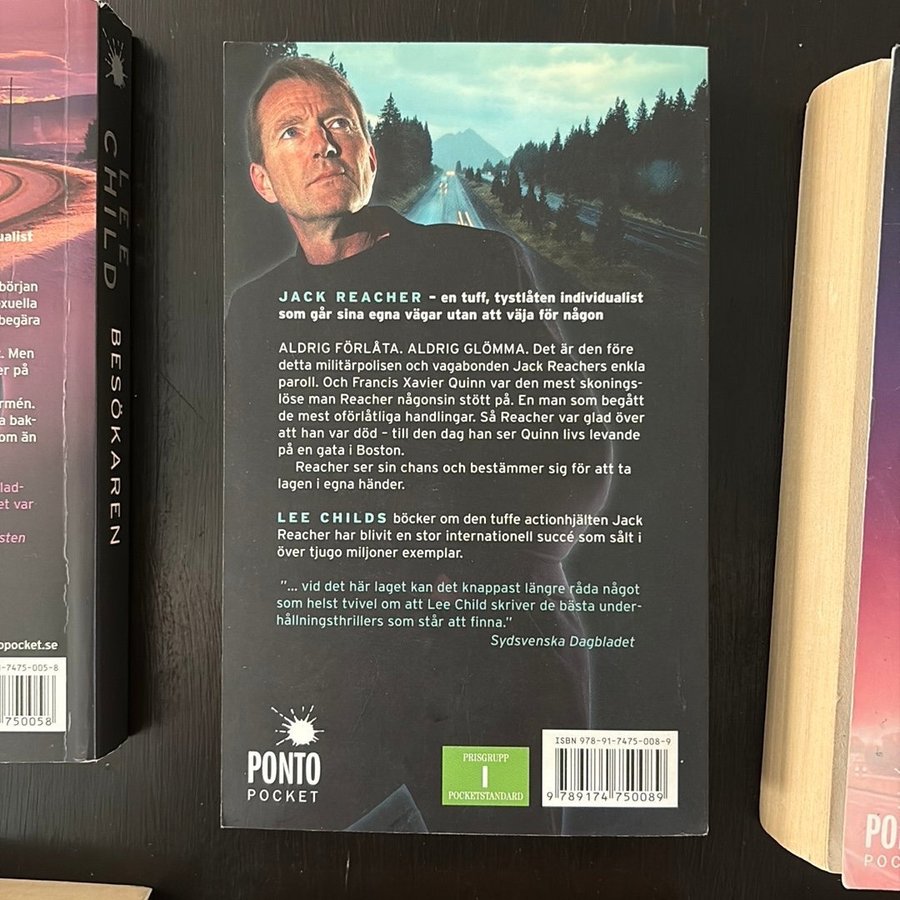 ualist
början
xuella
begära
. Men
er på
rmén.
a bak-
om än
lad-
et var
sten
opocket.se
1-7475-005-8
750058
LEE
CHILD
BESÖKAREN
JACK REACHER – en tuff, tystlåten individualist
som går sina egna vägar utan att väja för någon
ALDRIG FÖRLÅTA. ALDRIG GLÖMMA. Det är den före
detta militärpolisen och vagabonden Jack Reachers enkla
paroll. Och Francis Xavier Quinn var den mest skonings-
löse man Reacher någonsin stött på. En man som begått
de mest oförlåtliga handlingar. Så Reacher var glad över
att han var död – till den dag han ser Quinn livs levande
på en gata i Boston.
Reacher ser sin chans och bestämmer sig för att ta
lagen i egna händer.
LEE CHILDS böcker om den tuffe actionhjälten Jack
Reacher har blivit en stor internationell succé som sålt i
över tjugo miljoner exemplar.
”... vid det här laget kan det knappast längre råda något
som helst tvivel om att Lee Child skriver de bästa under-
hållningsthrillers som står att finna.”
Sydsvenska Dagbladet
PONTO
POCKET
PRISGRUPP
I
POCKETSTANDARD
ISBN 978-91-7475-008-9
9 789174 750089
PO
POC